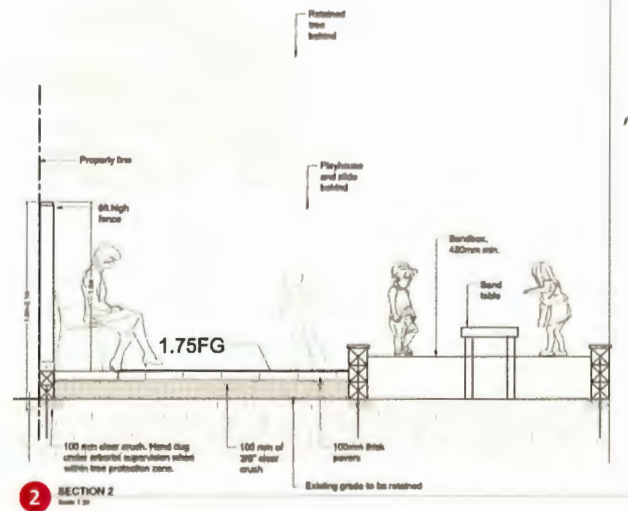 Retained
tree
behind
Property line
6ft high
fence
Playhouse
and slide
behind
Sandbox,
450mm min.
Sand
table
1.75FG
100 mm clear crush. Hand dug
under arborist supervision when
within tree protection zone.
100 mm of
3/8" clear
crush
100mm thick
pavers
Existing grade to be retained
2
SECTION 2